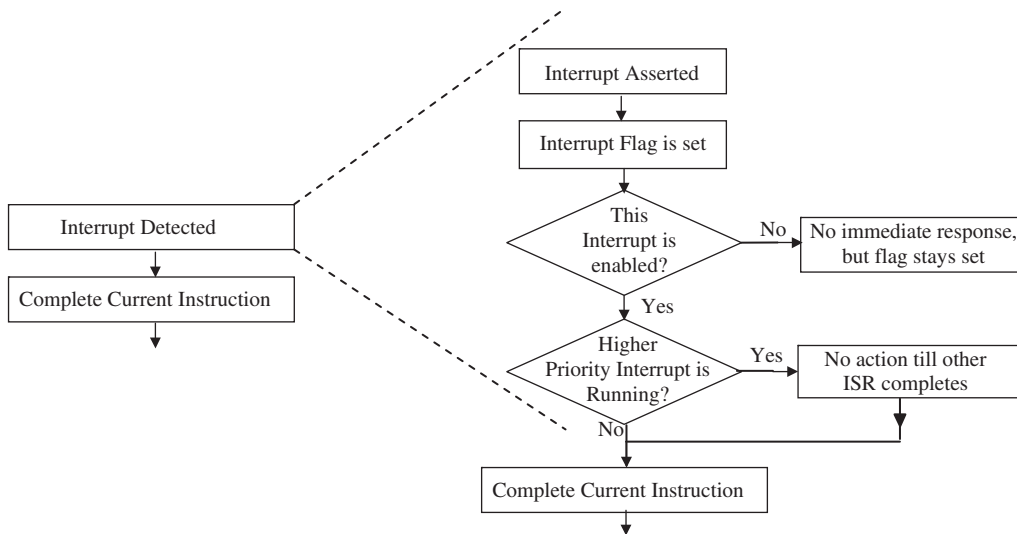 Interrupt Detected
Complete Current Instruction
Interrupt Asserted
Interrupt Flag is set
This
Interrupt is
enabled?
No
No immediate response,
but flag stays set
Yes
Higher
Priority Interrupt is
Running?
Yes
No action till other
ISR completes
No
Complete Current Instruction